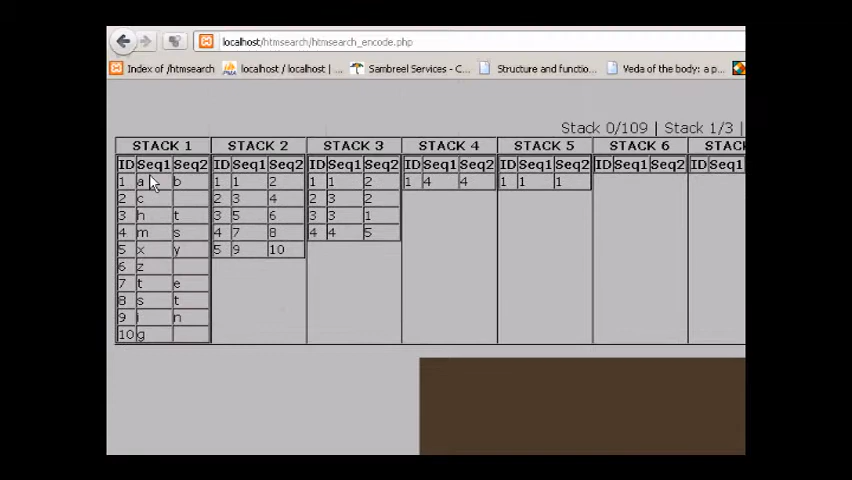 localhost/htmsearch/htmsearch_encode.php
Index of /htmsearch localhost / localhost | ... Sambreel Services - C... Structure and functio... Veda of the body: a p...
Stack 0/109 | Stack 1/3 |
STACK 1 STACK 2 STACK 3 STACK 4 STACK 5 STACK 6 STACK
ID Seq1 Seq2 ID Seq1 Seq2 ID Seq1 Seq2 ID Seq1 Seq2 ID Seq1 Seq2 ID Seq1 Seq2 ID Seq1
1 a b 1 1 2 1 1 2 1 4 4 1 1 1
2 c 2 3 4 2 3 2
3 h t 3 5 6 3 3 1
4 m s 4 7 8 4 4 5
5 x y 5 9 10
6 z
7 t e
8 s t
9 i n
10 g